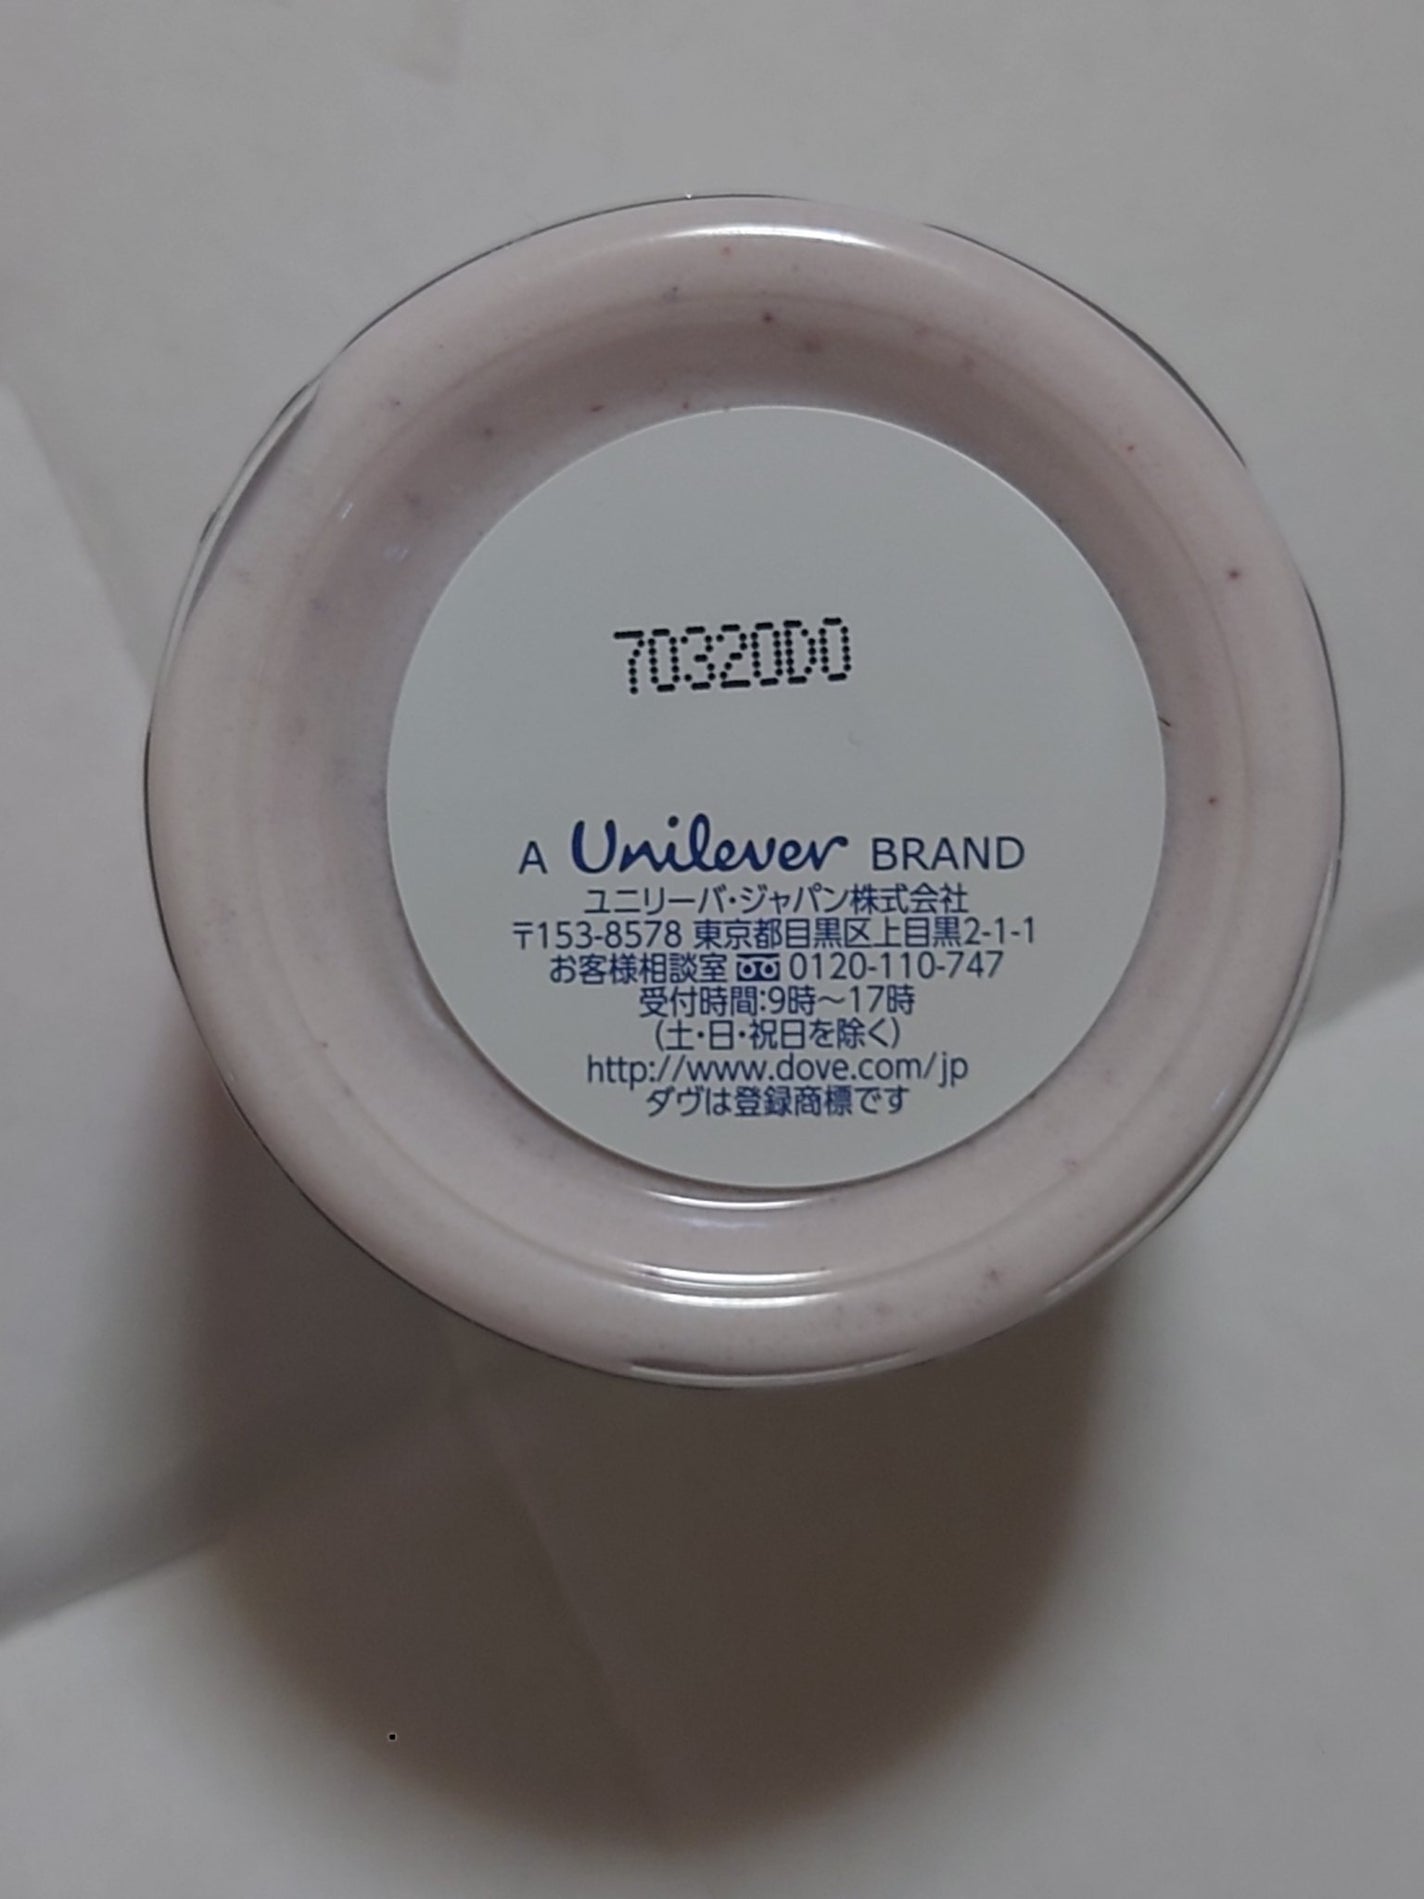 70320D0
A Unilever BRAND
ユニリーバ・ジャパン株式会社
〒153-8578 東京都目黒区上目黒2-1-1
お客様相談室 0120-110-747
受付時間:9時～17時
(土・日・祝日を除く)
http://www.dove.com/jp
ダヴは登録商標です